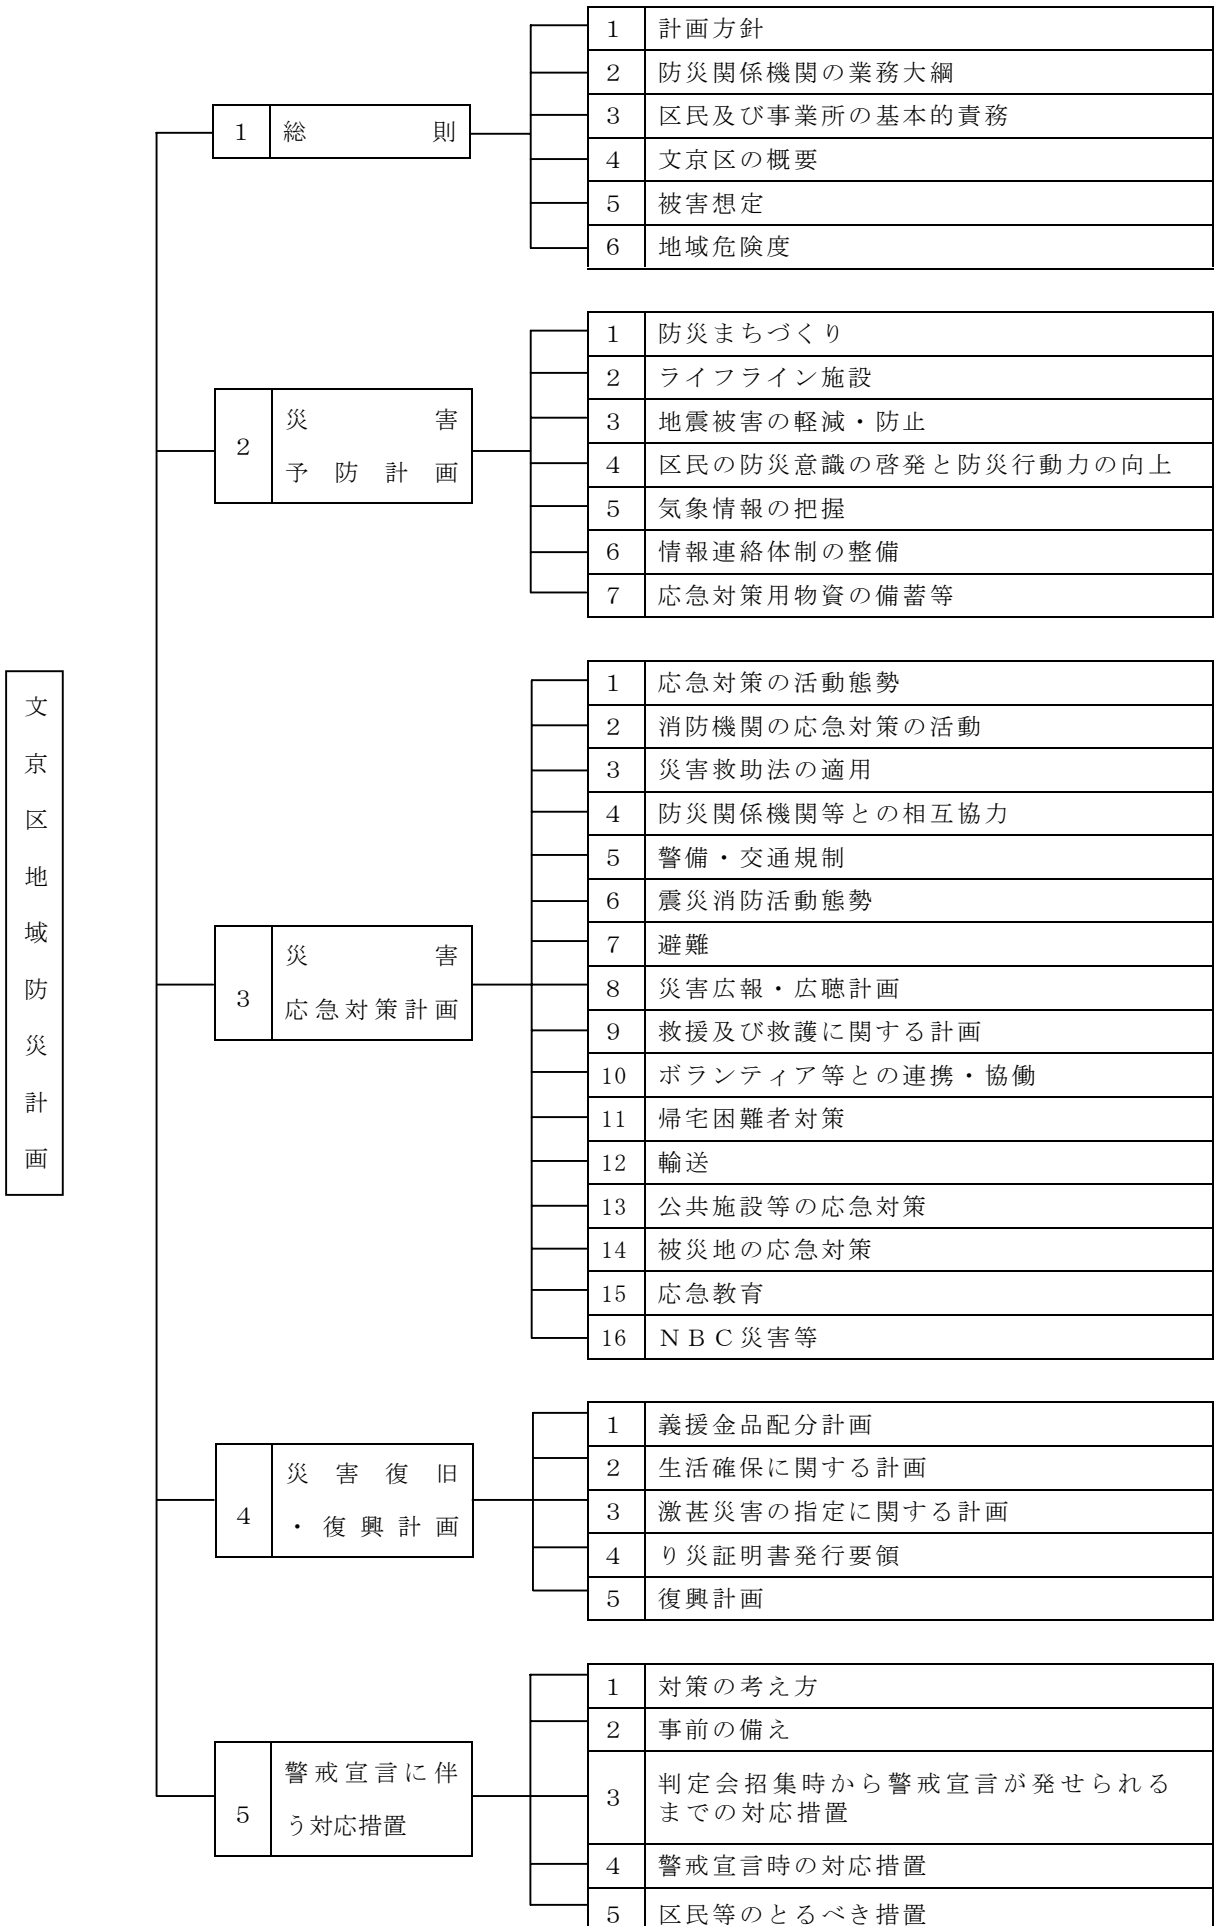 文京区地域防災計画
1 総則
1 計画方針
2 防災関係機関の業務大綱
3 区民及び事業所の基本的責務
4 文京区の概要
5 被害想定
6 地域危険度
2 災害
予防計画
1 防災まちづくり
2 ライフライン施設
3 地震被害の軽減・防止
4 区民の防災意識の啓発と防災行動力の向上
5 気象情報の把握
6 情報連絡体制の整備
7 応急対策用物資の備蓄等
3 災害
応急対策計画
1 応急対策の活動態勢
2 消防機関の応急対策の活動
3 災害救助法の適用
4 防災関係機関等との相互協力
5 警備・交通規制
6 震災消防活動態勢
7 避難
8 災害広報・広聴計画
9 救援及び救護に関する計画
10 ボランティア等との連携・協働
11 帰宅困難者対策
12 輸送
13 公共施設等の応急対策
14 被災地の応急対策
15 応急教育
16 NBC災害等
4 災害復旧
・復興計画
1 義援金品配分計画
2 生活確保に関する計画
3 激甚災害の指定に関する計画
4 り災証明書発行要領
5 復興計画
5 警戒宣言に伴
う対応措置
1 対策の考え方
2 事前の備え
3 判定会招集時から警戒宣言が発せられる
までの対応措置
4 警戒宣言時の対応措置
5 区民等のとるべき措置